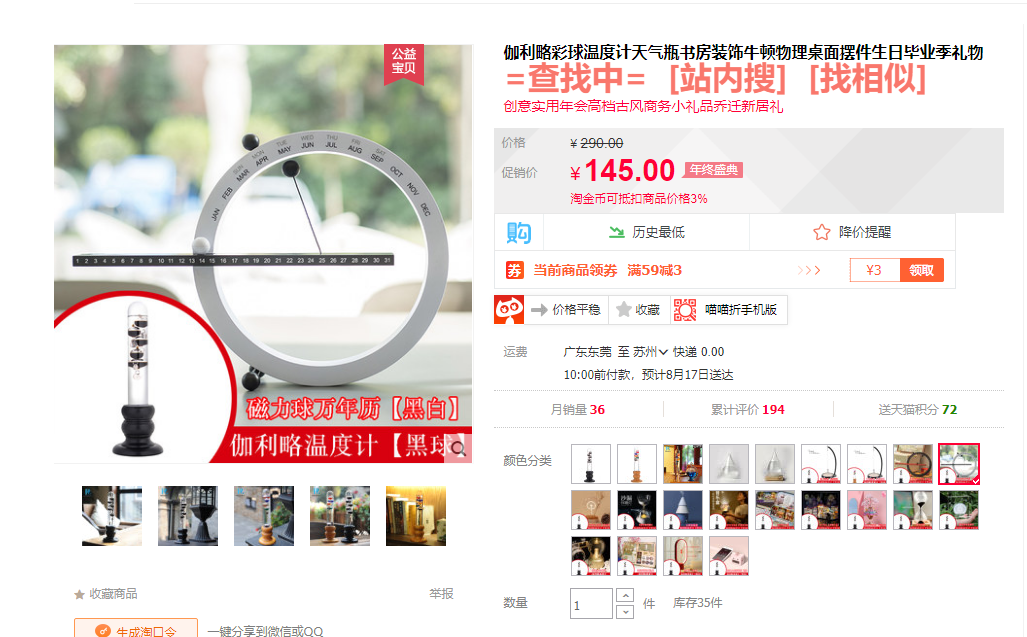 公益
宝贝
SUN MON TUE WED THU FRI SAT
JAN FEB MAR APR MAY JUN JUL AUG SEP OCT NOV DEC
1 2 3 4 5 6 7 8 9 10 11 12 13 14 15 16 17 18 19 20 21 22 23 24 25 26 27 28 29 30 31
磁力球万年历【黑白】
伽利略温度计【黑球
收藏商品
举报
生成淘口令
一键分享到微信或QQ
伽利略彩球温度计天气瓶书房装饰牛顿物理桌面摆件生日毕业季礼物
=查找中= [站内搜] [找相似]
创意实用年会高档古风商务小礼品乔迁新居礼
价格 ¥ 290.00
促销价 ¥ 145.00 年终盛典
淘金币可抵扣商品价格3%
购 历史最低 降价提醒
券 当前商品领券 满59减3 ¥3 领取
价格平稳 收藏 喵喵折手机版
运费 广东东莞 至 苏州 快递 0.00
10:00前付款，预计8月17日送达
月销量 36 累计评价 194 送天猫积分 72
颜色分类
数量 1 件 库存35件